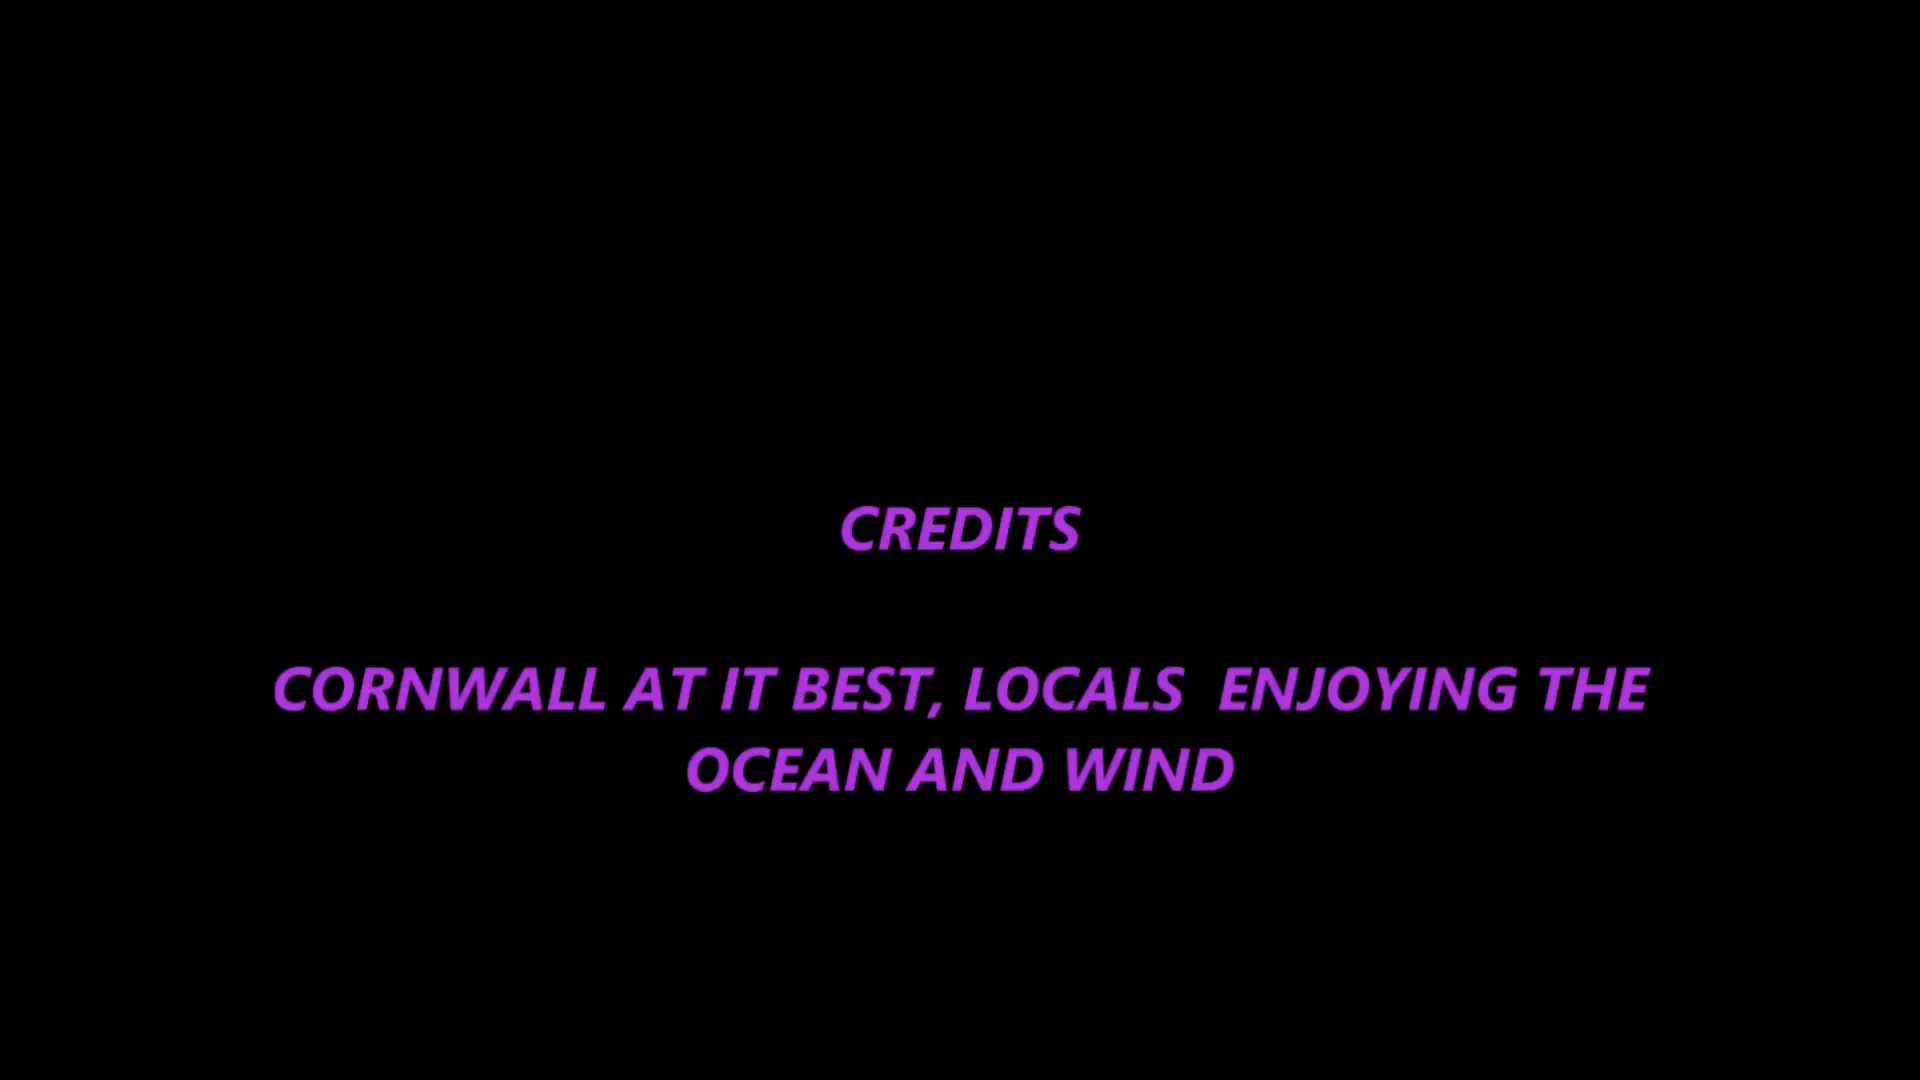 CREDITS
CORNWALL AT IT BEST, LOCALS  ENJOYING THE
OCEAN AND WIND